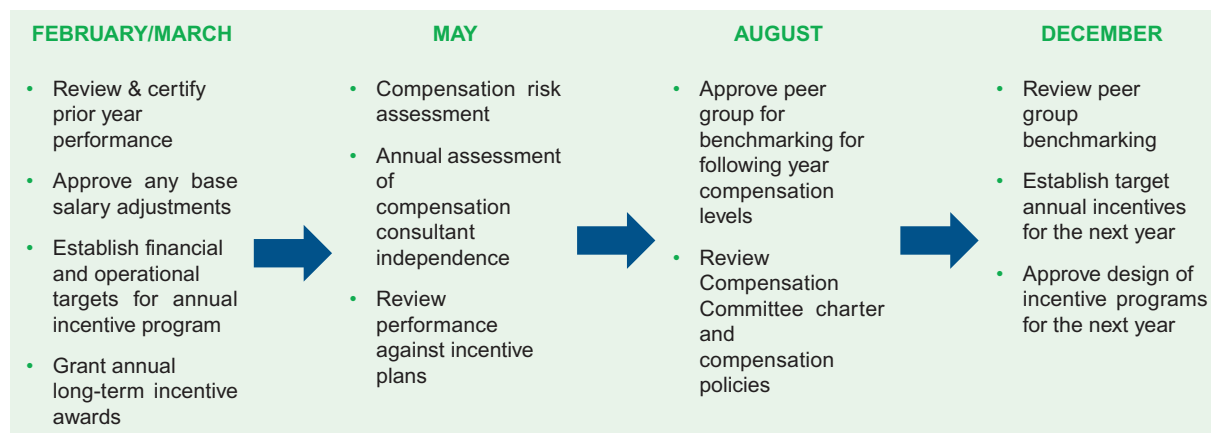 FEBRUARY/MARCH
• Review & certify
prior year
performance
• Approve any base
salary adjustments
• Establish financial
and operational
targets for annual
incentive program
• Grant annual
long-term incentive
awards
MAY
• Compensation risk
assessment
• Annual assessment
of
compensation
consultant
independence
• Review
performance
against incentive
plans
AUGUST
• Approve peer
group for
benchmarking for
following year
compensation
levels
• Review
Compensation
Committee charter
and
compensation
policies
DECEMBER
• Review peer
group
benchmarking
• Establish target
annual incentives
for the next year
• Approve design of
incentive programs
for the next year